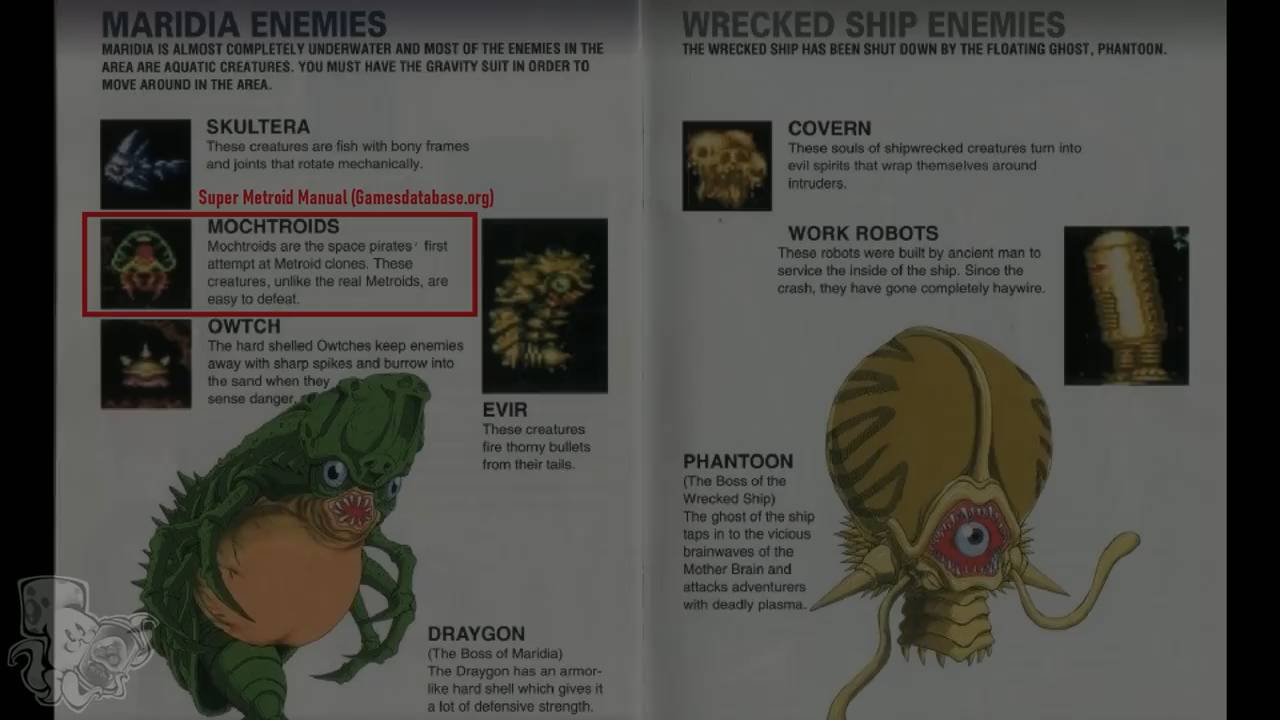 MARIDIA ENEMIES
MARIDIA IS ALMOST COMPLETELY UNDERWATER AND MOST OF THE ENEMIES IN THE
AREA ARE AQUATIC CREATURES. YOU MUST HAVE THE GRAVITY SUIT IN ORDER TO
MOVE AROUND IN THE AREA.
SKULTERA
These creatures are fish with bony frames
and joints that rotate mechanically.
Super Metroid Manual (Gamesdatabase.org)
MOCHTROIDS
Mochtroids are the space pirates' first
attempt at Metroid clones. These
creatures, unlike the real Metroids, are
easy to defeat.
OWTCH
The hard shelled Owtches keep enemies
away with sharp spikes and burrow into
the sand when they
sense danger.
EVIR
These creatures
fire thorny bullets
from their tails.
DRAYGON
(The Boss of Maridia)
The Draygon has an armor-
like hard shell which gives it
a lot of defensive strength.
WRECKED SHIP ENEMIES
THE WRECKED SHIP HAS BEEN SHUT DOWN BY THE FLOATING GHOST, PHANTOON.
COVERN
These souls of shipwrecked creatures turn into
evil spirits that wrap themselves around
intruders.
WORK ROBOTS
These robots were built by ancient man to
service the inside of the ship. Since the
crash, they have gone completely haywire.
PHANTOON
(The Boss of the
Wrecked Ship)
The ghost of the ship
taps in to the vicious
brainwaves of the
Mother Brain and
attacks adventurers
with deadly plasma.